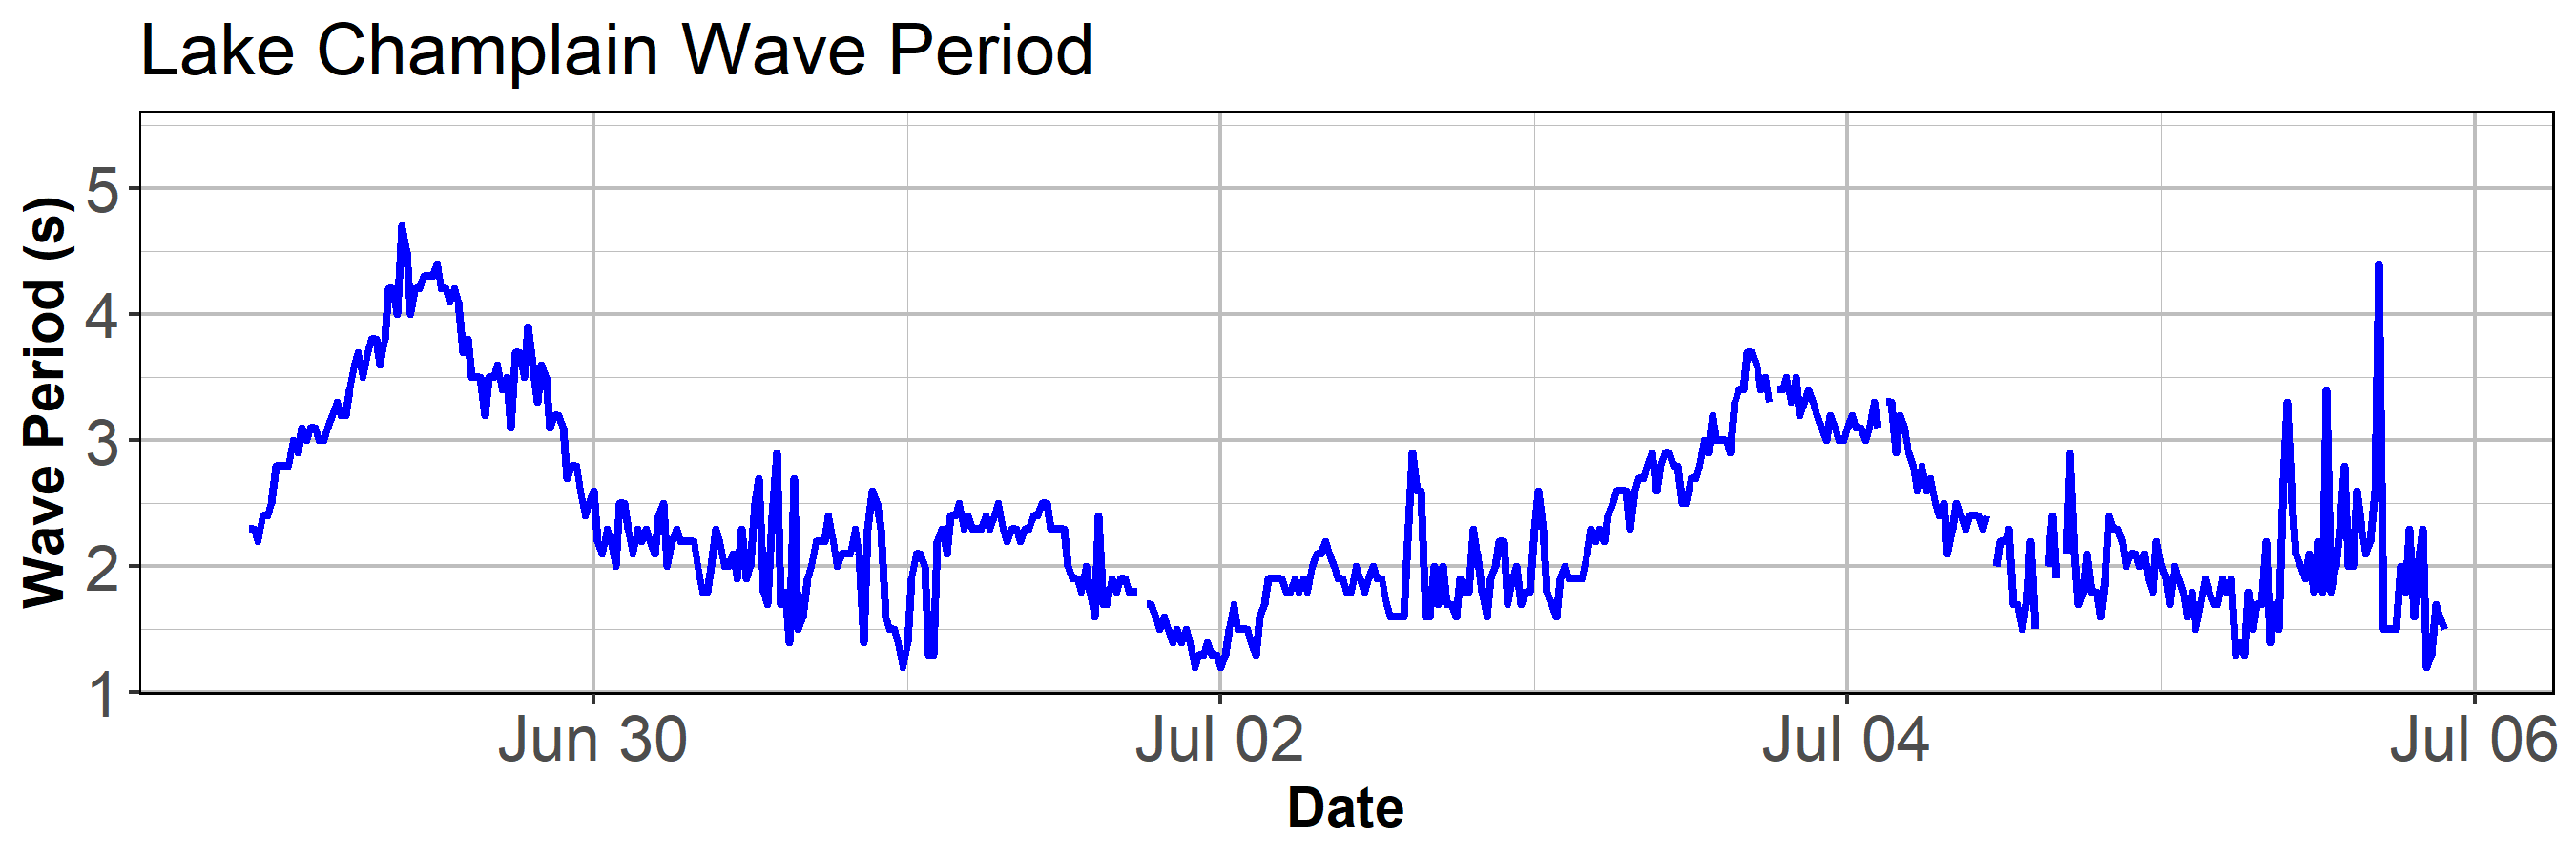 Lake Champlain Wave Period
Wave Period (s)
5
4
3
2
1
Jun 30
Jul 02
Jul 04
Jul 06
Date